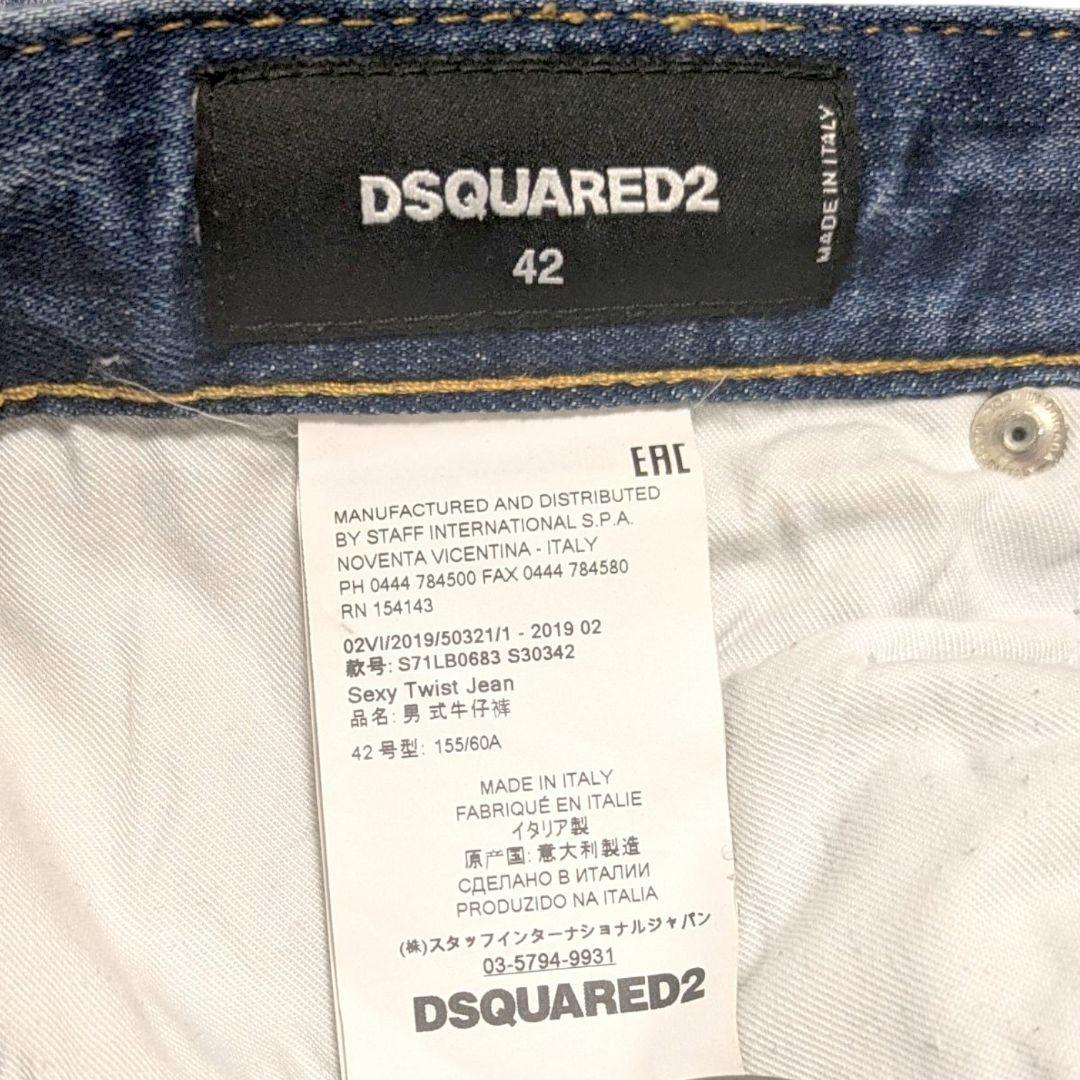 DSQUARED2
42
MADE IN ITALY
EAC
MANUFACTURED AND DISTRIBUTED
BY STAFF INTERNATIONAL S.P.A.
NOVENTA VICENTINA - ITALY
PH 0444 784500 FAX 0444 784580
RN 154143
02VI/2019/50321/1 - 2019 02
款号: S71LB0683 S30342
Sexy Twist Jean
品名: 男式牛仔裤
42 号型: 155/60A
MADE IN ITALY
FABRIQUÉ EN ITALIE
イタリア製
原产国: 意大利製造
СДЕЛАНО В ИТАЛИИ
PRODUZIDO NA ITALIA
(株)スタッフインターナショナルジャパン
03-5794-9931
DSQUARED2